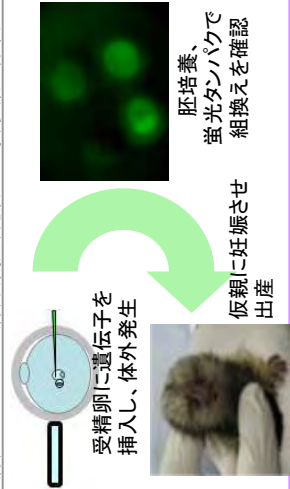 受精卵に遺伝子を
挿入し、体外発生
胚培養、
蛍光タンパクで
組換えを確認
仮親に妊娠させ
出産